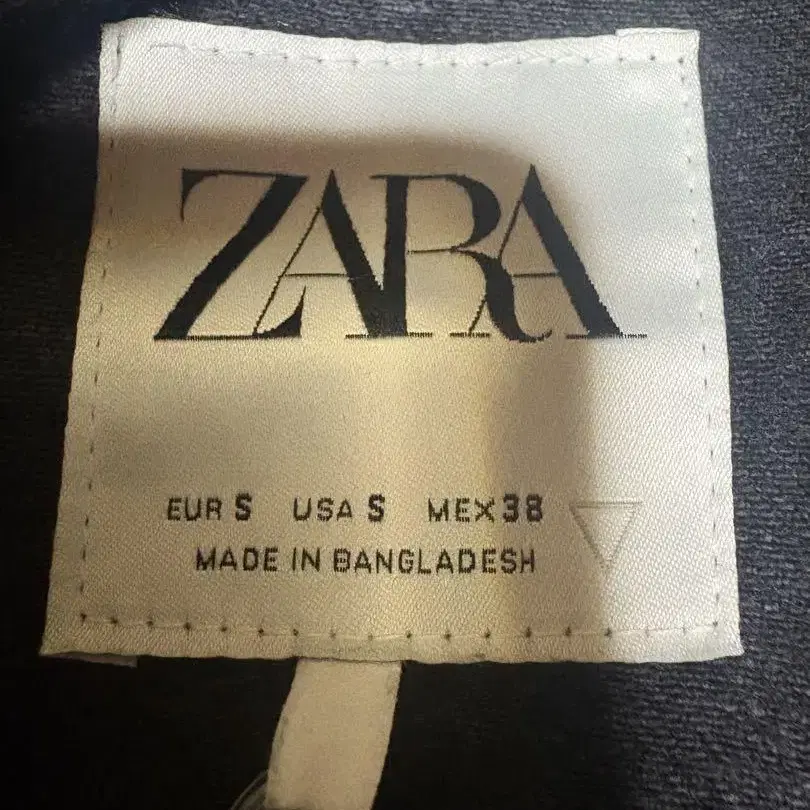 ZARA
EUR S USA S MEX 38
MADE IN BANGLADESH